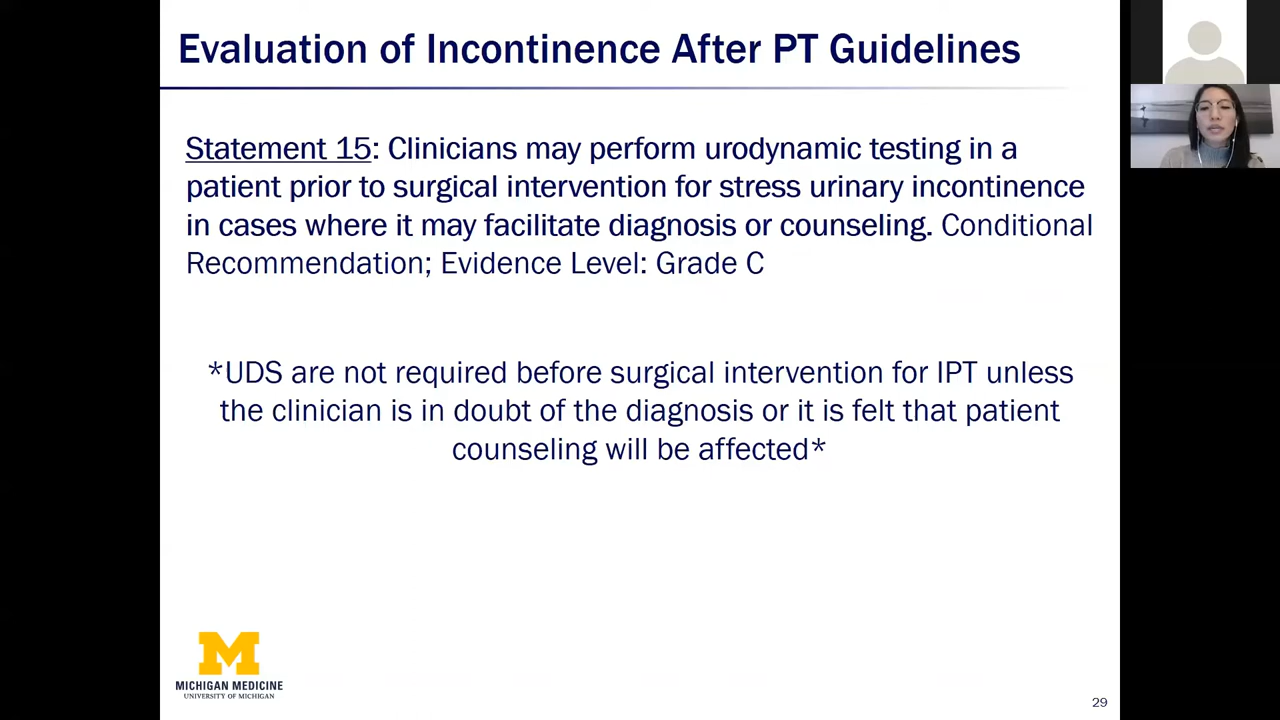 Evaluation of Incontinence After PT Guidelines
Statement 15: Clinicians may perform urodynamic testing in a
patient prior to surgical intervention for stress urinary incontinence
in cases where it may facilitate diagnosis or counseling. Conditional
Recommendation; Evidence Level: Grade C
*UDS are not required before surgical intervention for IPT unless
the clinician is in doubt of the diagnosis or it is felt that patient
counseling will be affected*
M
MICHIGAN MEDICINE
UNIVERSITY OF MICHIGAN
29